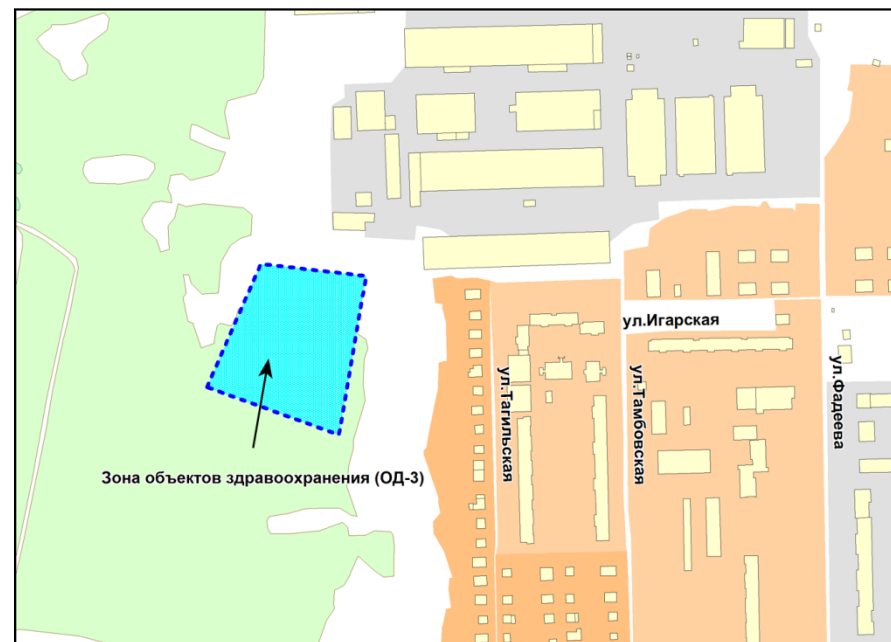 ул.Игарская
ул.Тагильская
ул.Тамбовская
ул.Фадеева
Зона объектов здравоохранения (ОД-3)